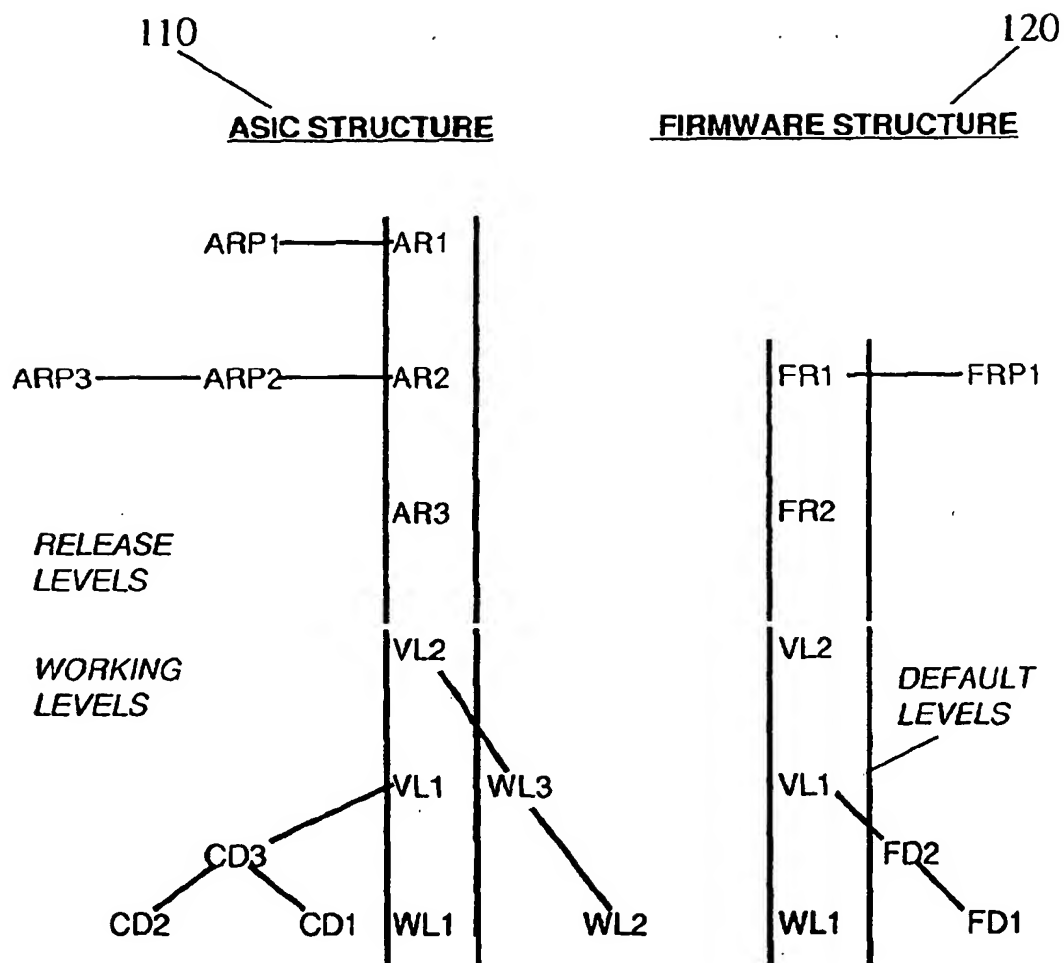 110 120
ASIC STRUCTURE FIRMWARE STRUCTURE
ARP1 AR1
ARP3 ARP2 AR2 FR1 FRP1
AR3 FR2
RELEASE
LEVELS
VL2 VL2
WORKING
LEVELS
DEFAULT
LEVELS
VL1 WL3 VL1
CD3 FD2
CD2 CD1 WL1 WL2 WL1 FD1